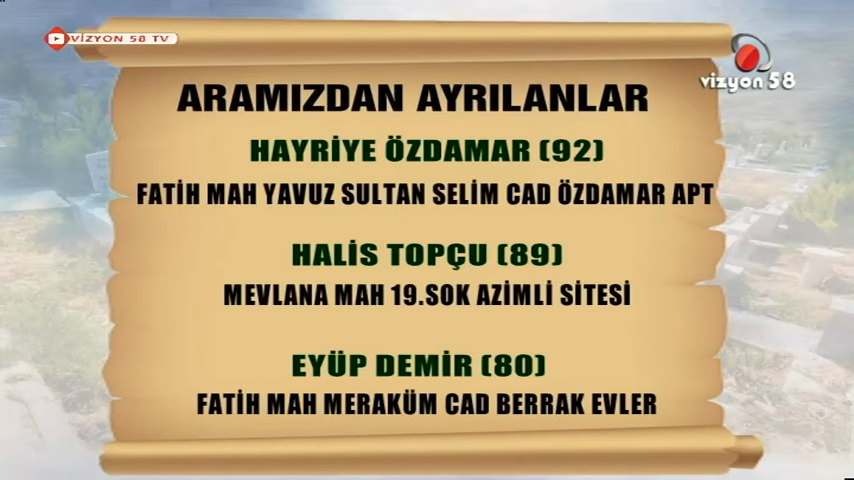 VİZYON 58 TV
vizyon 58
ARAMIZDAN AYRILANLAR
HAYRİYE ÖZDAMAR (92)
FATİH MAH YAVUZ SULTAN SELİM CAD ÖZDAMAR APT
HALİS TOPÇU (89)
MEVLANA MAH 19.SOK AZİMLİ SİTESİ
EYÜP DEMİR (80)
FATİH MAH MERAKÜM CAD BERRAK EVLER